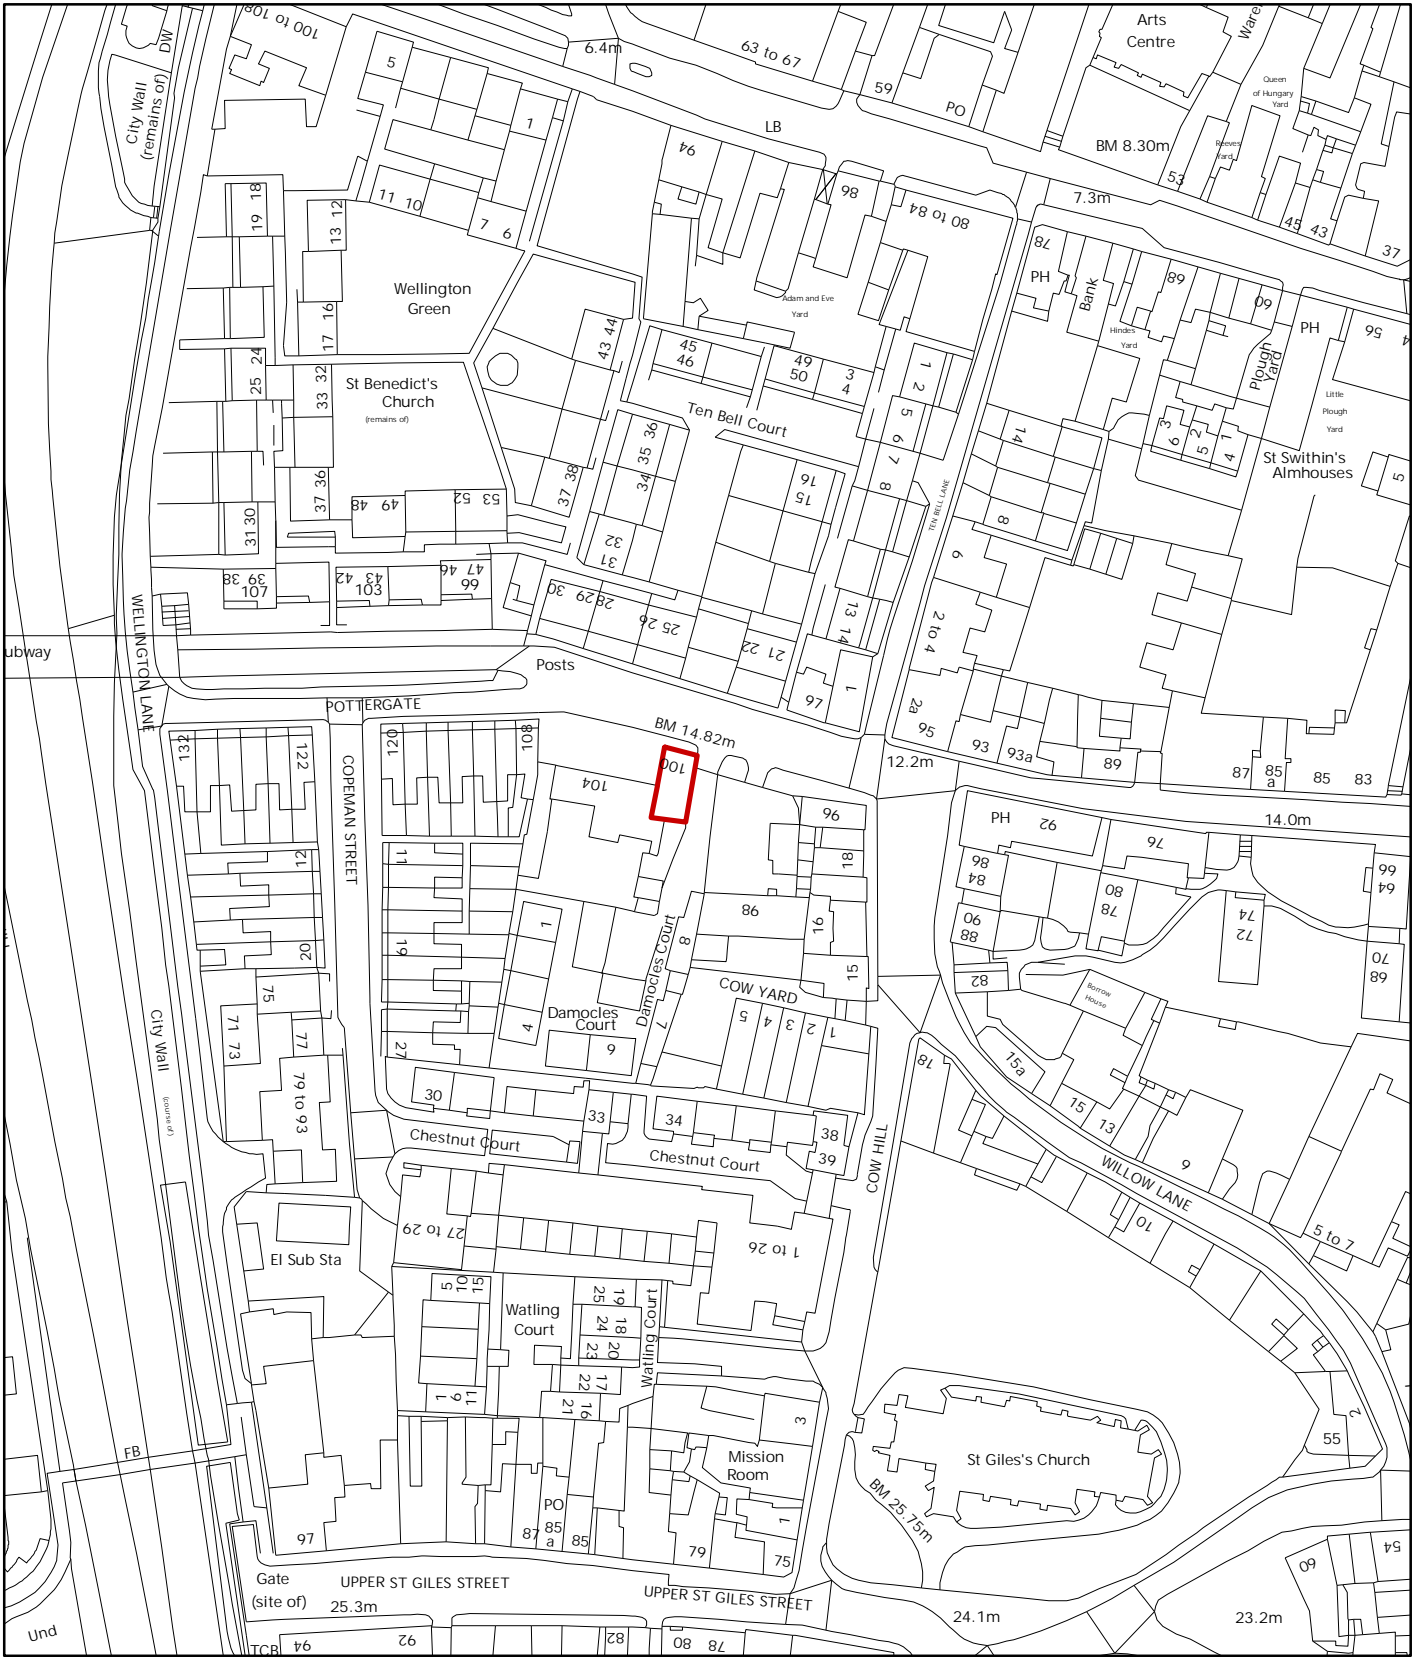 100 to 108
DW
City Wall
(remains of)
5
1
6.4m
63 to 67
59
PO
LB
Arts
Centre
Queen
of Hungary
Yard
Reeves
Yard
BM 8.30m
53
7.3m
45
43
37
94
86
80 to 84
11
10
7
6
18
19
12
13
Wellington
Green
16
17
24
25
32
33
St Benedict's
Church
(remains of)
36
37
30
31
48
49
52
53
43 44
45
46
49
50
3
4
Adam and Eve
Yard
Ten Bell Court
36
35
34
37 38
32
31
16
15
1
2
5
6
7
8
13
14
TEN BELL LANE
78
PH
Bank
Hindes
Yard
68
60
PH
56
Plough
Yard
Little
Plough
Yard
14
8
3
6
2
5
1
4
St Swithin's
Almhouses
5
6
2 to 4
2a
95
93
93a
89
87
85
a
85
83
38
39
107
42
43
103
46
47
99
30
29
28
26
25
22
21
97
1
WELLINGTON LANE
ubway
Posts
POTTERGATE
BM 14.82m
12.2m
14.0m
132
122
120
108
104
100
COPEMAN STREET
12
20
11
19
27
96
18
16
15
98
PH
92
76
86
84
90
88
82
80
78
74
72
66
64
70
68
Borrow
House
75
71
73
77
79 to 93
1
4
Damocles Court
8
7
Damocles
Court
6
COW YARD
5
4
3
2
1
City Wall
(course of)
18
15a
15
13
9
10
WILLOW LANE
5 to 7
30
33
34
38
39
Chestnut Court
Chestnut Court
COW HILL
27 to 29
1 to 26
El Sub Sta
5
10
15
Watling
Court
25
19
24
18
23
20
22
17
21
16
1
6
11
Watling Court
3
Mission
Room
St Giles's Church
BM 25.75m
2
55
FB
97
PO
87
85
a
85
79
75
1
Gate
(site of)
UPPER ST GILES STREET
UPPER ST GILES STREET
25.3m
24.1m
23.2m
60
54
Und
TCB
94
92
82
80
78